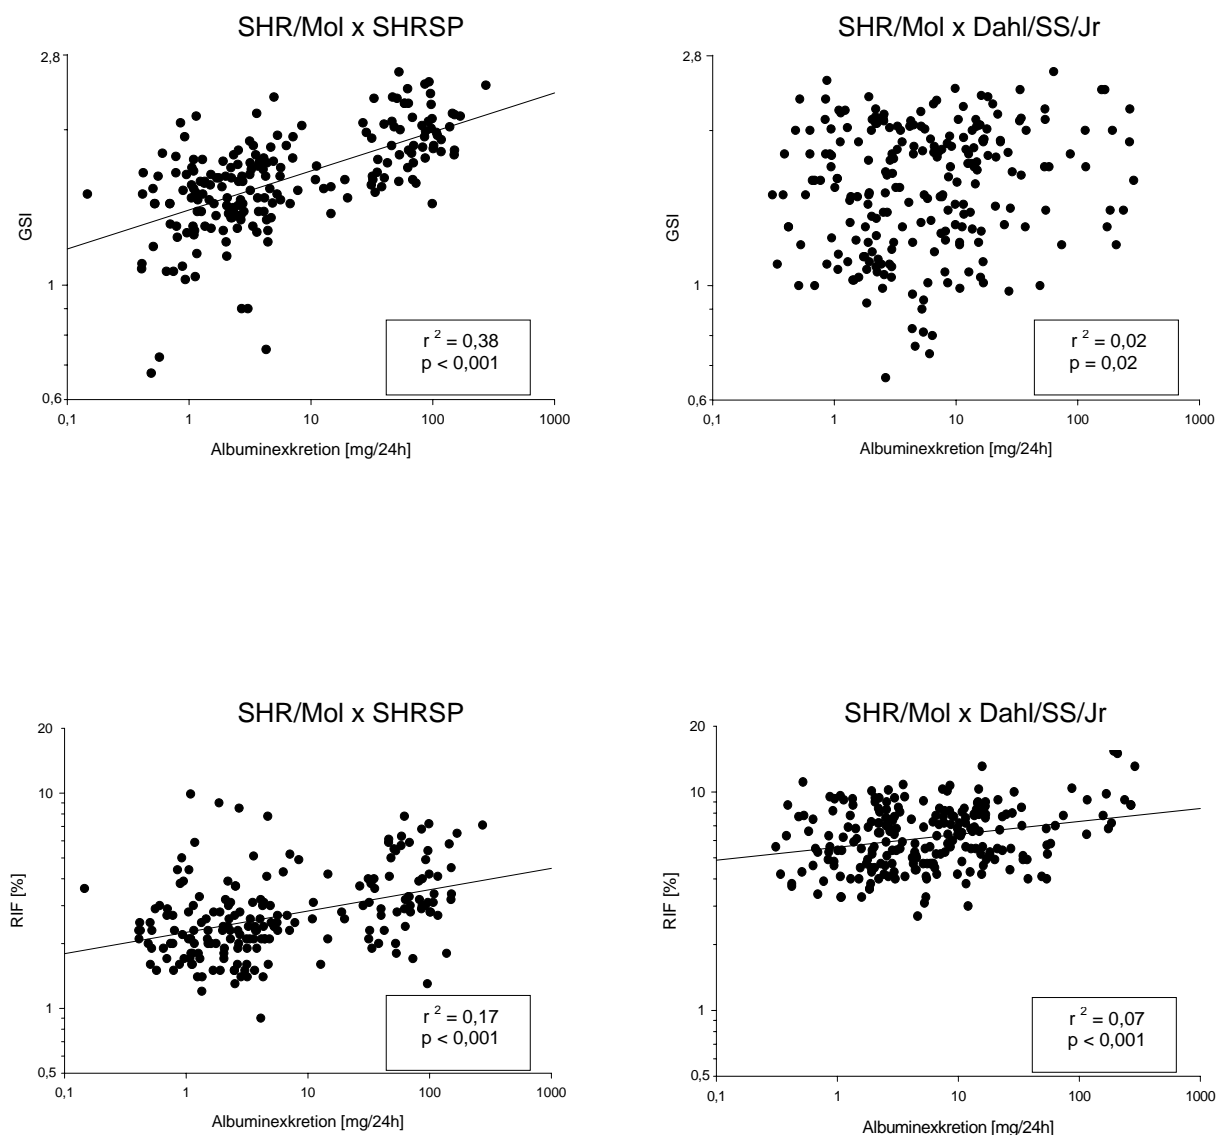 SHR/Mol x SHRSP
2,8
GSI
1
0,6
0,1
1
10
100
1000
Albuminexkretion [mg/24h]
r 2 = 0,38
p < 0,001
SHR/Mol x Dahl/SS/Jr
2,8
GSI
1
0,6
0,1
1
10
100
1000
Albuminexkretion [mg/24h]
r 2 = 0,02
p = 0,02
SHR/Mol x SHRSP
20
10
RIF [%]
1
0,5
0,1
1
10
100
1000
Albuminexkretion [mg/24h]
r 2 = 0,17
p < 0,001
SHR/Mol x Dahl/SS/Jr
20
10
RIF [%]
1
0,5
0,1
1
10
100
1000
Albuminexkretion [mg/24h]
r 2 = 0,07
p < 0,001